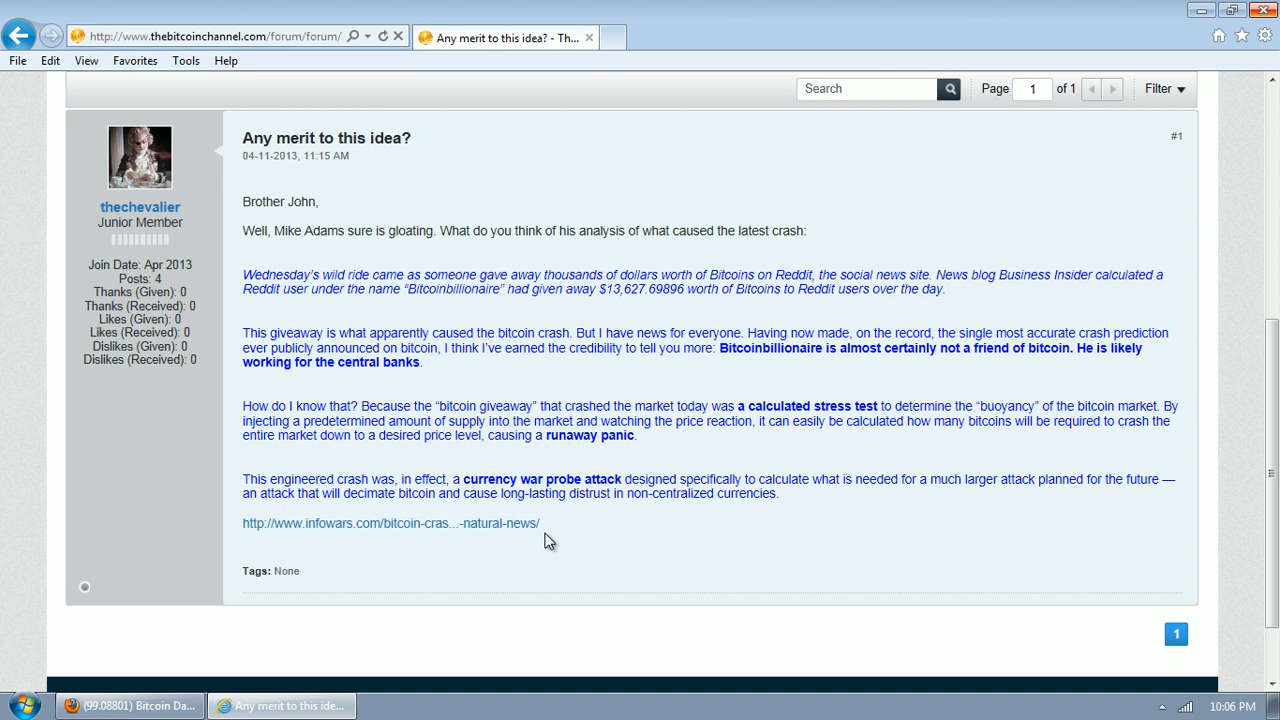 http://www.thebitcoinchannel.com/forum/forum/
Any merit to this idea? - Th...
File Edit View Favorites Tools Help
Search
Page 1 of 1
Filter
Any merit to this idea?
#1
04-11-2013, 11:15 AM
thechevalier
Junior Member
Join Date: Apr 2013
Posts: 4
Thanks (Given): 0
Thanks (Received): 0
Likes (Given): 0
Likes (Received): 0
Dislikes (Given): 0
Dislikes (Received): 0
Brother John,
Well, Mike Adams sure is gloating. What do you think of his analysis of what caused the latest crash:
Wednesday's wild ride came as someone gave away thousands of dollars worth of Bitcoins on Reddit, the social news site. News blog Business Insider calculated a
Reddit user under the name “Bitcoinbillionaire” had given away $13,627.69896 worth of Bitcoins to Reddit users over the day.
This giveaway is what apparently caused the bitcoin crash. But I have news for everyone. Having now made, on the record, the single most accurate crash prediction
ever publicly announced on bitcoin, I think I've earned the credibility to tell you more: Bitcoinbillionaire is almost certainly not a friend of bitcoin. He is likely
working for the central banks.
How do I know that? Because the “bitcoin giveaway” that crashed the market today was a calculated stress test to determine the “buoyancy” of the bitcoin market. By
injecting a predetermined amount of supply into the market and watching the price reaction, it can easily be calculated how many bitcoins will be required to crash the
entire market down to a desired price level, causing a runaway panic.
This engineered crash was, in effect, a currency war probe attack designed specifically to calculate what is needed for a much larger attack planned for the future —
an attack that will decimate bitcoin and cause long-lasting distrust in non-centralized currencies.
http://www.infowars.com/bitcoin-cras...-natural-news/
Tags: None
1
(99.08801) Bitcoin Da...
Any merit to this ide...
10:06 PM